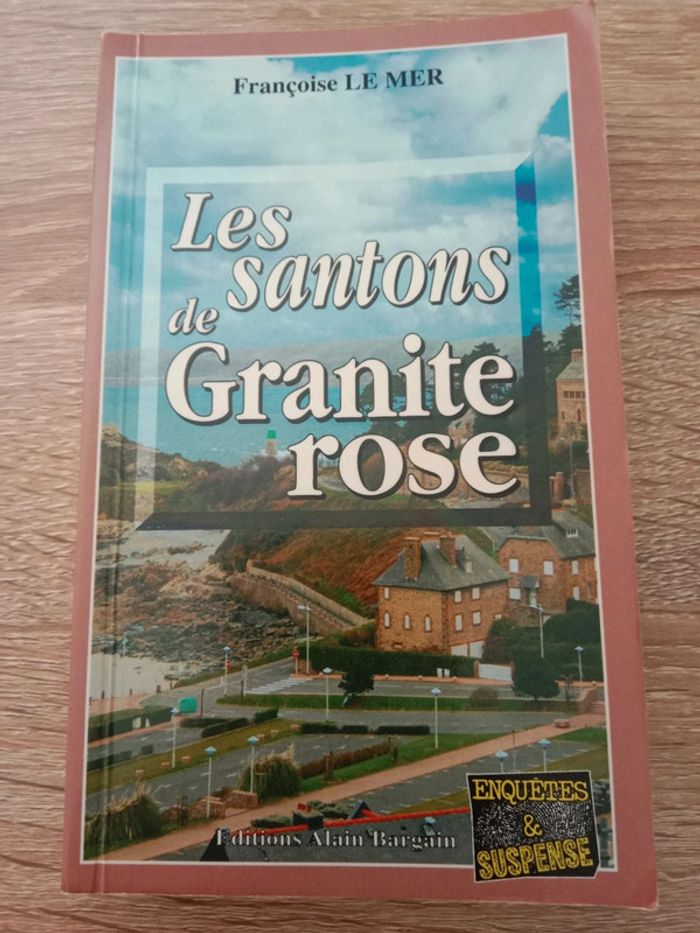 Françoise LE MER
Les
santons
de
Granite
rose
Editions Alain Bargain
ENQUÊTES
&
SUSPENSE